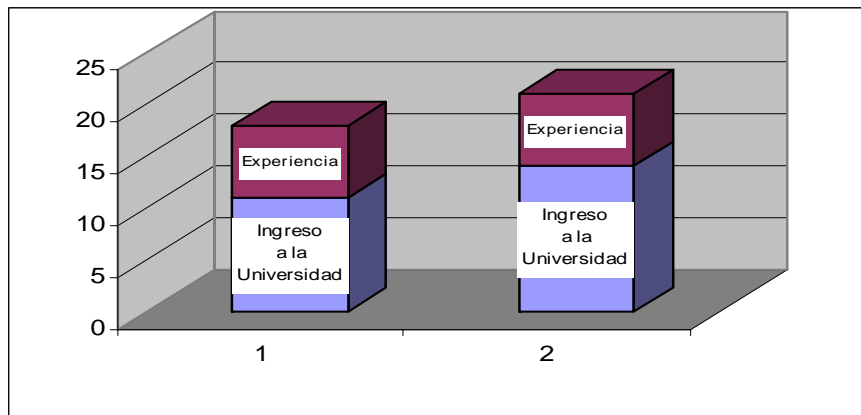 25
20
15
10
5
0
Experiencia
Ingreso
a la
Universidad
Experiencia
Ingreso
a la
Universidad
1
2